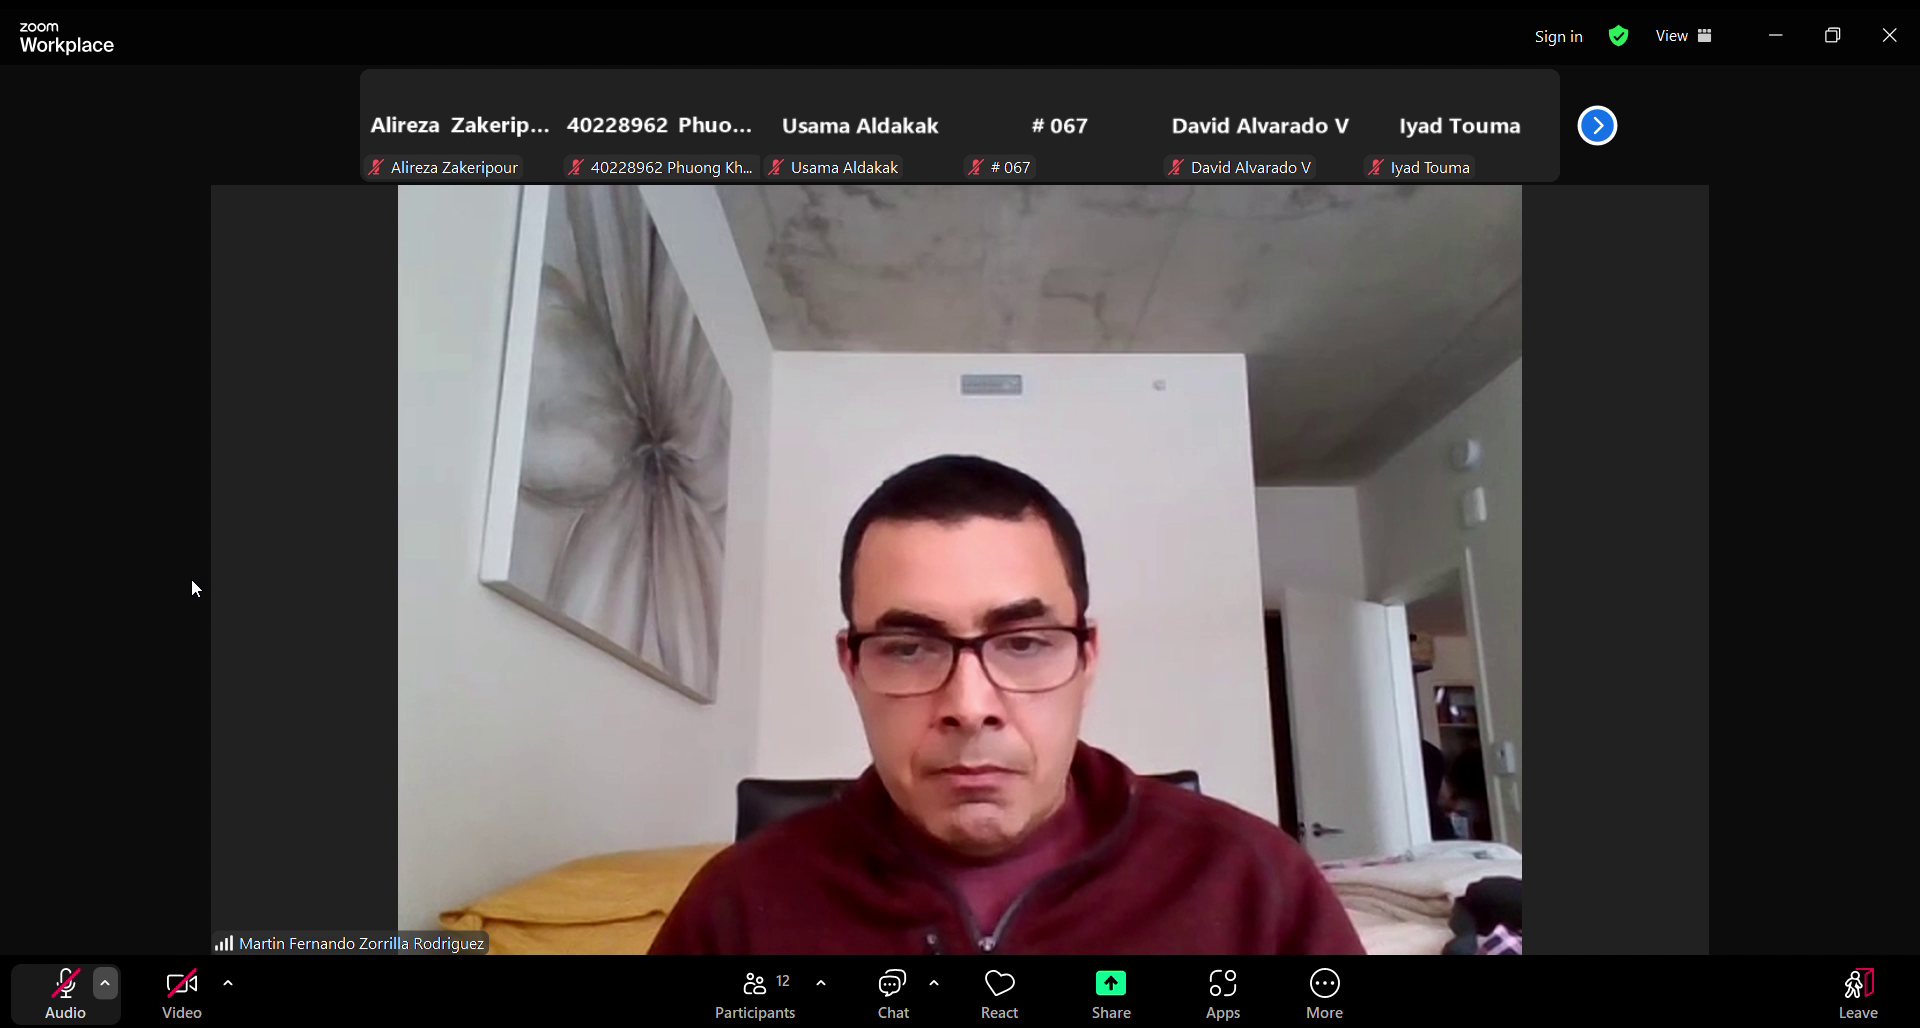 zoom
Workplace
Sign in
View
Alireza Zakerip...
40228962 Phuo...
Usama Aldakak
# 067
David Alvarado V
Iyad Touma
Alireza Zakeripour
40228962 Phuong Kh...
Usama Aldakak
# 067
David Alvarado V
Iyad Touma
Martin Fernando Zorrilla Rodriguez
12
Audio
Video
Participants
Chat
React
Share
Apps
More
Leave